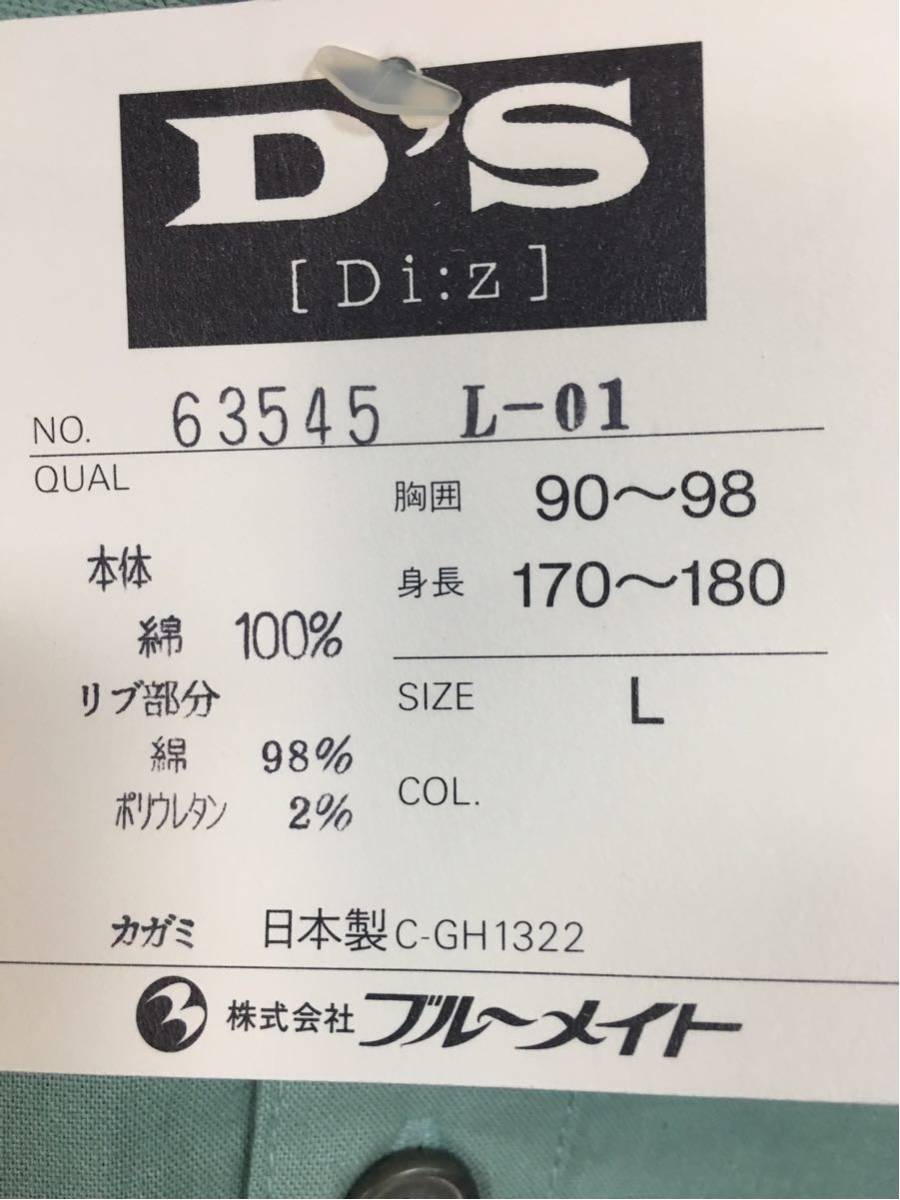 D'S
[Di:z]
NO. 63545 L-01
QUAL
本体
綿 100%
リブ部分
綿 98%
ポリウレタン 2%
胸囲 90〜98
身長 170〜180
SIZE L
COL.
カガミ 日本製 C-GH1322
株式会社 ブルーメイト